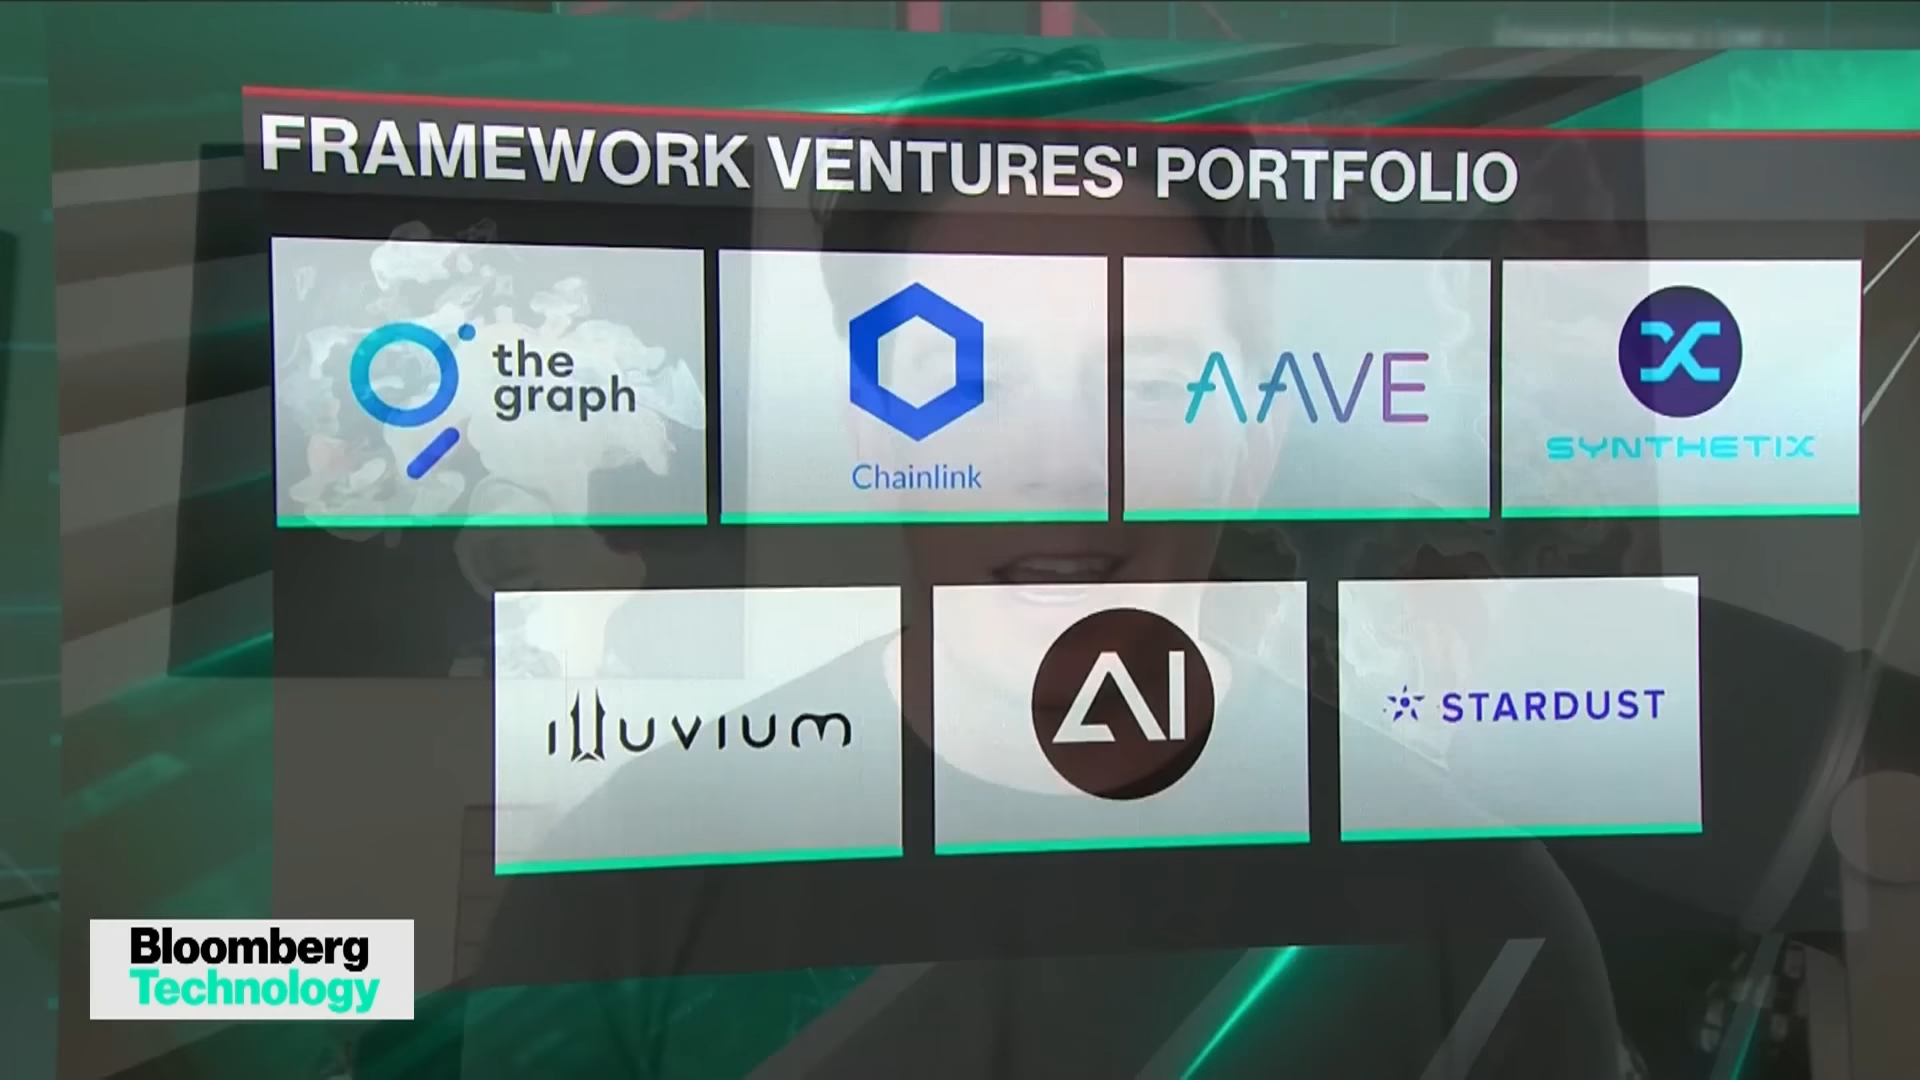 FRAMEWORK VENTURES' PORTFOLIO
the
graph
Chainlink
AAVE
SYNTHETIX
illuvium
AI
STARDUST
Bloomberg
Technology